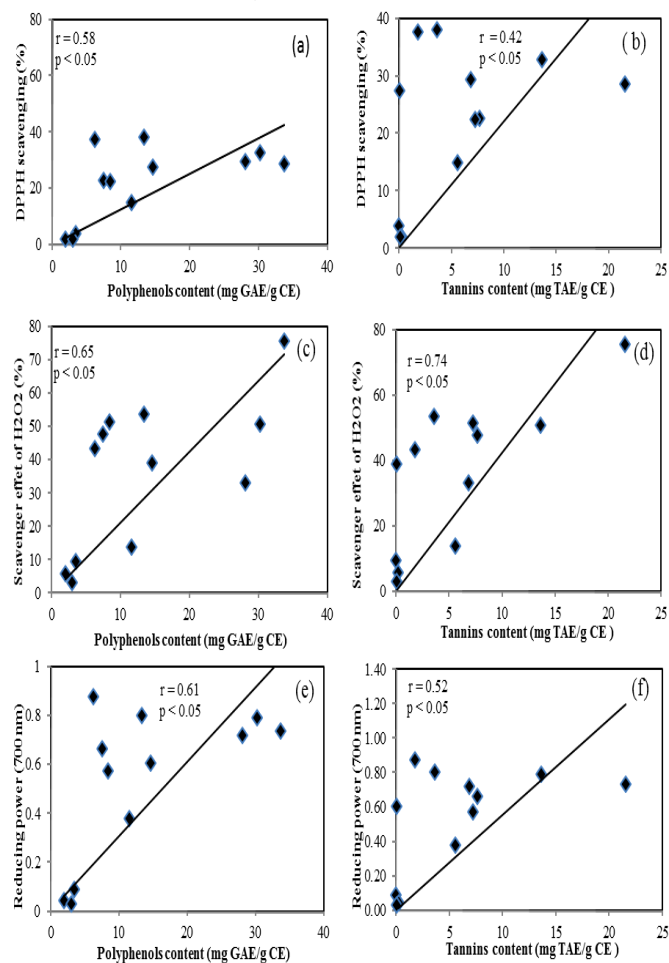 (a)
r = 0.58
p < 0.05
DPPH scavenging (%)
80
60
40
20
0
0 10 20 30 40
Polyphenols content (mg GAE/g CE)
( b)
r = 0.42
p < 0.05
DPPH scavenging (%)
40
30
20
10
0
0 5 10 15 20 25
Tannins content (mg TAE/g CE )
(c)
r = 0.65
p < 0.05
Scavenger effet of H2O2 (%)
80
70
60
50
40
30
20
10
0
0 10 20 30 40
Polyphenols content (mg GAE/g CE)
(d)
r = 0.74
p < 0.05
Scavenger effet of H2O2 (%)
80
60
40
20
0
0 5 10 15 20 25
Tannins content (mg TAE/g CE )
(e)
r = 0.61
p < 0.05
Reducing power (700 nm)
1
0.8
0.6
0.4
0.2
0
0 10 20 30 40
Polyphenols content (mg GAE/g CE)
(f)
r = 0.52
p < 0.05
Reducing power (700 nm)
1.40
1.20
1.00
0.80
0.60
0.40
0.20
0.00
0 5 10 15 20 25
Tannins content (mg TAE/g CE )